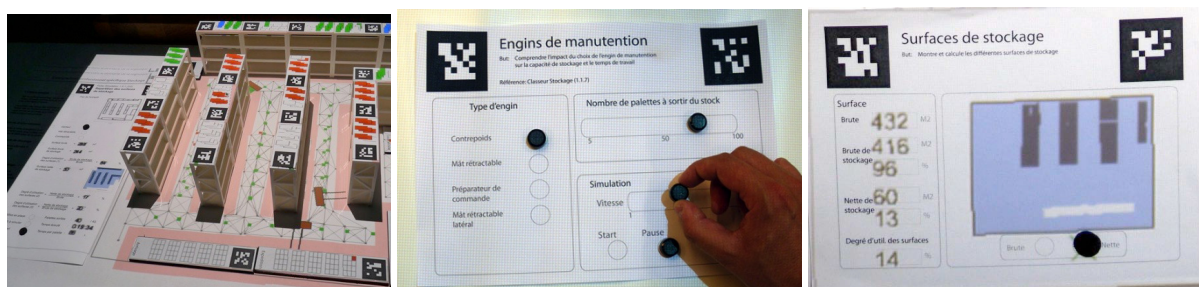 Engins de manutention
But: Comprendre l'impact du choix de l'engin de manutention
sur la capacité de stockage et le temps de travail
Référence: Classeur Stockage (1.1.7)
Type d'engin
Contrepoids
Mât rétractable
Préparateur de
commande
Mât rétractable
latéral
Nombre de palettes à sortir du stock
5 50 100
Simulation
Vitesse
1
Start Pause
Surfaces de stockage
But: Montre et calcule les différentes surfaces de stockage
Surface
Brute 432 M2
Brute de 416 M2
stockage 96 %
Nette de 60 M2
stockage 13 %
Degré d'util. des surfaces
14 %
Brute Nette